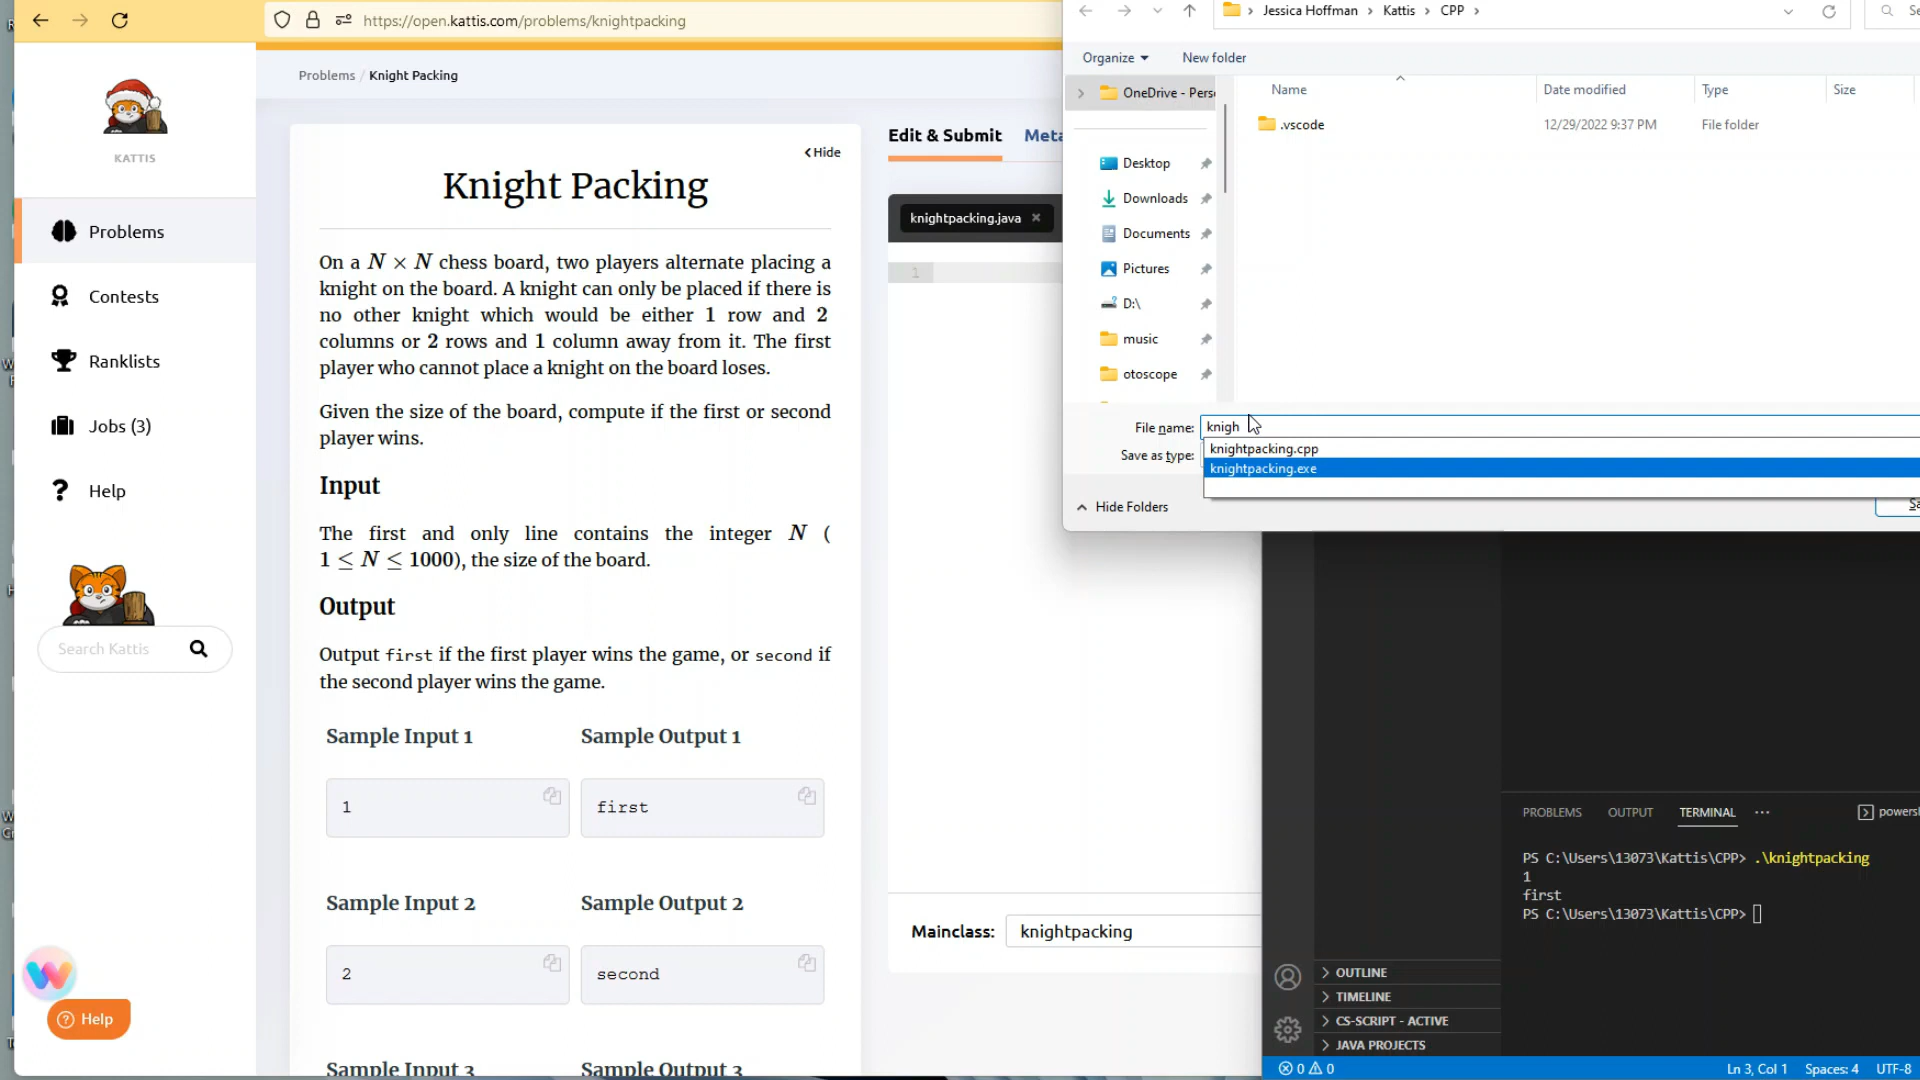 https://open.kattis.com/problems/knightpacking
KATTIS
Problems
Contests
Ranklists
Jobs (3)
Help
Search Kattis
Help
Problems / Knight Packing
Hide
Knight Packing
On a N × N chess board, two players alternate placing a
knight on the board. A knight can only be placed if there is
no other knight which would be either 1 row and 2
columns or 2 rows and 1 column away from it. The first
player who cannot place a knight on the board loses.
Given the size of the board, compute if the first or second
player wins.
Input
The first and only line contains the integer N (
1 ≤ N ≤ 1000), the size of the board.
Output
Output first if the first player wins the game, or second if
the second player wins the game.
Sample Input 1
Sample Output 1
1
first
Sample Input 2
Sample Output 2
2
second
Sample Input 3
Sample Output 3
Edit & Submit
Meta
knightpacking.java
1
Mainclass:
knightpacking
Jessica Hoffman > Kattis > CPP >
Organize
New folder
OneDrive - Pers
Desktop
Downloads
Documents
Pictures
D:\
music
otoscope
Name
Date modified
Type
Size
.vscode
12/29/2022 9:37 PM
File folder
File name:
knigh
Save as type:
knightpacking.cpp
knightpacking.exe
Hide Folders
PROBLEMS
OUTPUT
TERMINAL
powersl
PS C:\Users\13073\Kattis\CPP> .\knightpacking
1
first
PS C:\Users\13073\Kattis\CPP>
OUTLINE
TIMELINE
CS-SCRIPT - ACTIVE
JAVA PROJECTS
0
0
Ln 3, Col 1
Spaces: 4
UTF-8